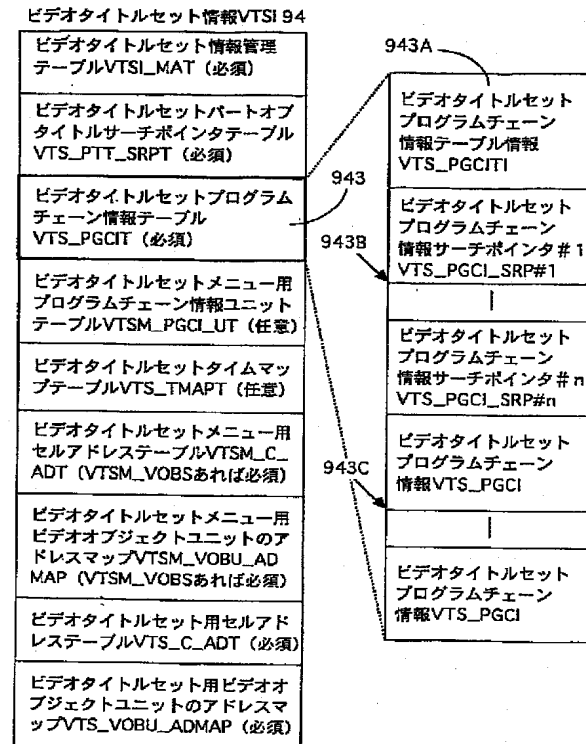 ビデオタイトルセット情報VTSI 94
ビデオタイトルセット情報管理
テーブルVTSI_MAT（必須）
ビデオタイトルセットパートオブ
タイトルサーチポインタテーブル
VTS_PTT_SRPT（必須）
ビデオタイトルセットプログラム
チェーン情報テーブル
VTS_PGCIT（必須）
ビデオタイトルセットメニュー用
プログラムチェーン情報ユニット
テーブルVTSM_PGCI_UT（任意）
ビデオタイトルセットタイムマッ
プテーブルVTS_TMAPT（任意）
ビデオタイトルセットメニュー用
セルアドレステーブルVTSM_C_
ADT（VTSM_VOBSあれば必須）
ビデオタイトルセットメニュー用
ビデオオブジェクトユニットのア
ドレスマップVTSM_VOBU_AD
MAP（VTSM_VOBSあれば必須）
ビデオタイトルセット用セルアド
レステーブルVTS_C_ADT（必須）
ビデオタイトルセット用ビデオオ
ブジェクトユニットのアドレスマ
ップVTS_VOBU_ADMAP（必須）
943
943A
ビデオタイトルセット
プログラムチェーン
情報テーブル情報
VTS_PGCITI
943B
ビデオタイトルセット
プログラムチェーン
情報サーチポインタ＃1
VTS_PGCI_SRP#1
ビデオタイトルセット
プログラムチェーン
情報サーチポインタ＃n
VTS_PGCI_SRP#n
943C
ビデオタイトルセット
プログラムチェーン
情報VTS_PGCI
ビデオタイトルセット
プログラムチェーン
情報VTS_PGCI